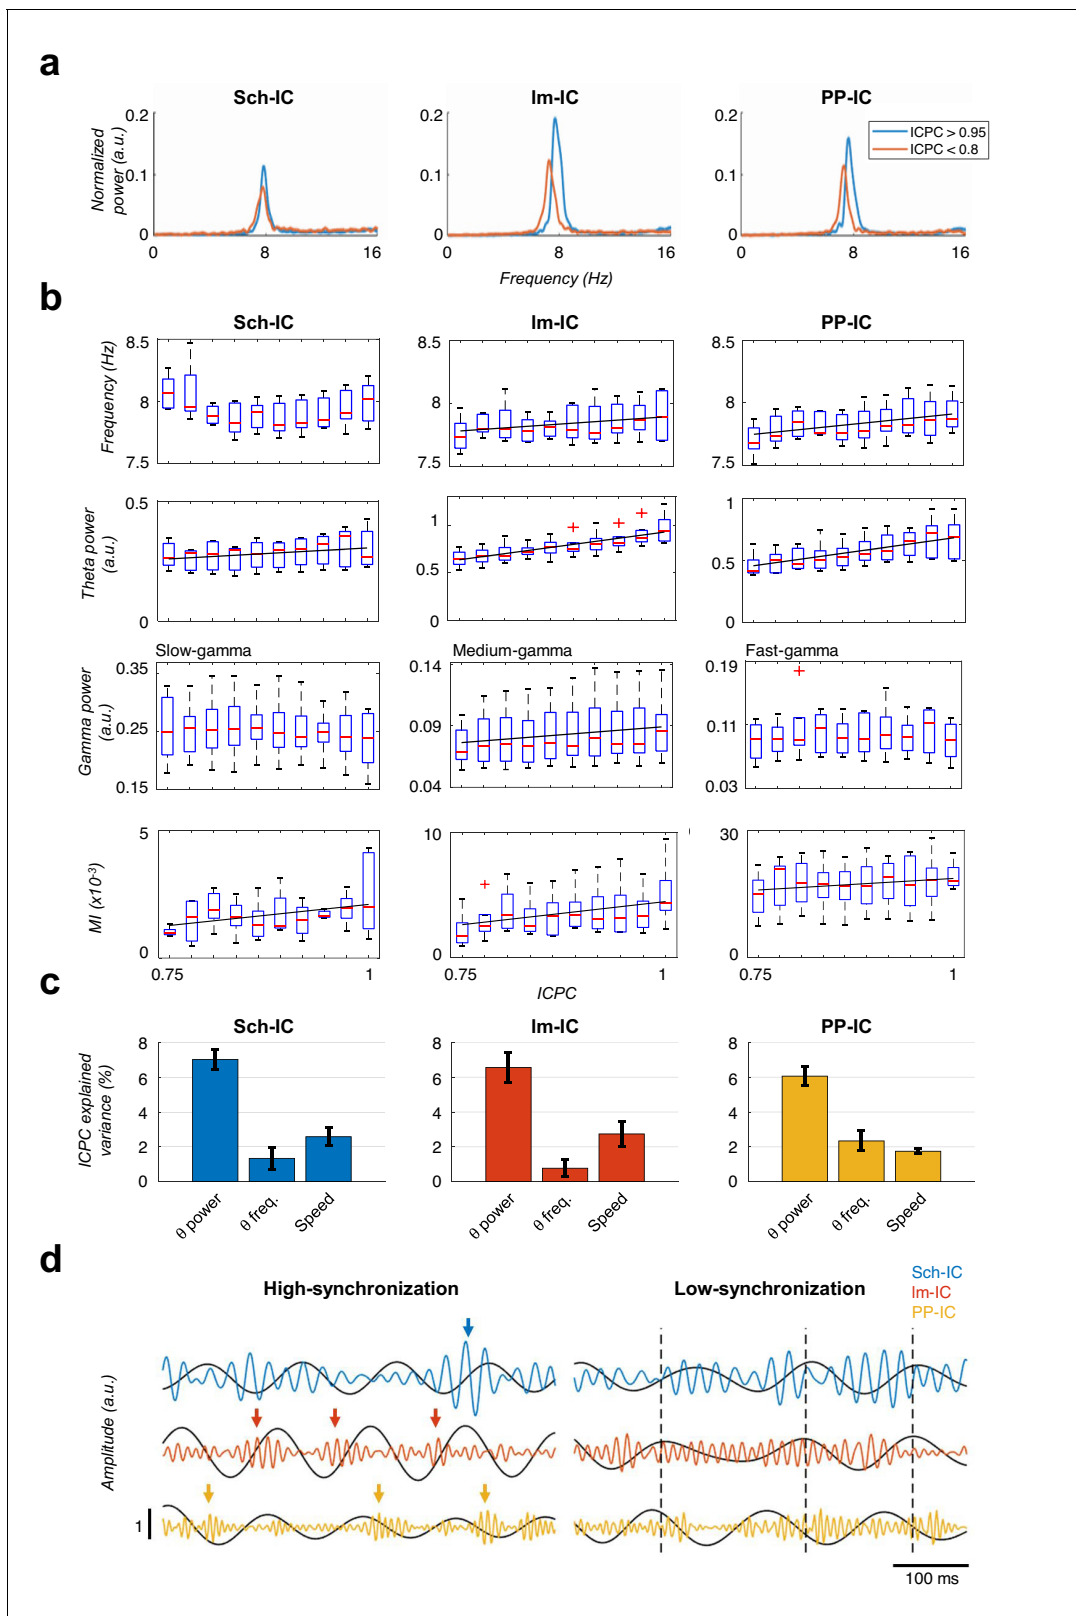 a
Sch-IC
lm-IC
PP-IC
Normalized
power (a.u.)
0.2
0.1
0
0
8
16
0.2
0.1
0
0
8
16
0.2
0.1
0
0
8
16
ICPC > 0.95
ICPC < 0.8
Frequency (Hz)
b
Sch-IC
lm-IC
PP-IC
Frequency (Hz)
8.5
8
7.5
8.5
8
7.5
8.5
8
7.5
Theta power
(a.u.)
0.5
0
1
0.5
0
1
0.5
0
Gamma power
(a.u.)
Slow-gamma
0.35
0.25
0.15
Medium-gamma
0.14
0.09
0.04
Fast-gamma
0.19
0.11
0.03
MI (x10⁻³)
5
0
10
0
30
0
0.75
1
0.75
1
0.75
1
ICPC
c
Sch-IC
lm-IC
PP-IC
ICPC explained
variance (%)
8
6
4
2
0
8
6
4
2
0
8
6
4
2
0
θ power
θ freq.
Speed
θ power
θ freq.
Speed
θ power
θ freq.
Speed
d
High-synchronization
Low-synchronization
Sch-IC
lm-IC
PP-IC
Amplitude (a.u.)
1
100 ms